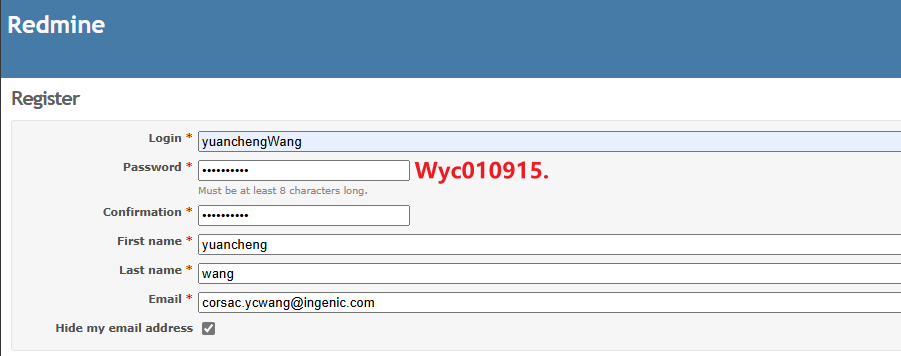 Redmine
Register
Login * yuanchengWang
Password * •••••••••• Wyc010915.
Must be at least 8 characters long.
Confirmation * ••••••••••
First name * yuancheng
Last name * wang
Email * corsac.ycwang@ingenic.com
Hide my email address